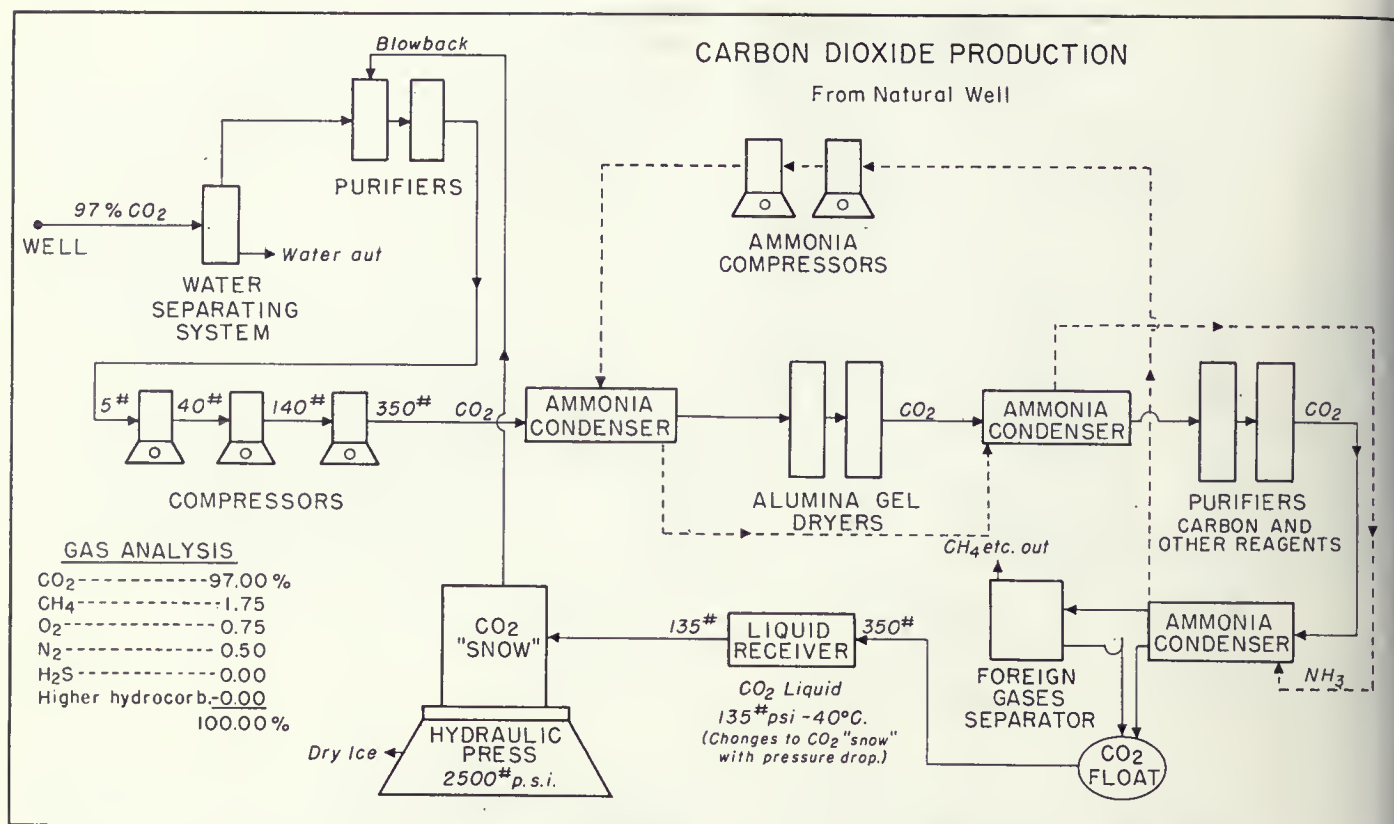 CARBON DIOXIDE PRODUCTION
From Natural Well
Blowback
PURIFIERS
97% CO2
WELL
Water aut
WATER
SEPARATING
SYSTEM
AMMONIA
COMPRESSORS
5#
40#
140#
350#
CO2
COMPRESSORS
AMMONIA
CONDENSER
ALUMINA GEL
DRYERS
CO2
AMMONIA
CONDENSER
CO2
PURIFIERS
CARBON AND
OTHER REAGENTS
GAS ANALYSIS
CO2-----------97.00 %
CH4-----------1.75
O2-----------0.75
N2-----------0.50
H2S-----------0.00
Higher hydrocarb.-0.00
100.00 %
CO2
"SNOW"
HYDRAULIC
PRESS
2500# p.s.i.
Dry Ice
135#
LIQUID
RECEIVER
350#
CO2 Liquid
135# psi -40°C.
(Changes to CO2 "snow"
with pressure drop.)
CH4 etc. out
FOREIGN
GASES
SEPARATOR
AMMONIA
CONDENSER
NH3
CO2
FLOAT